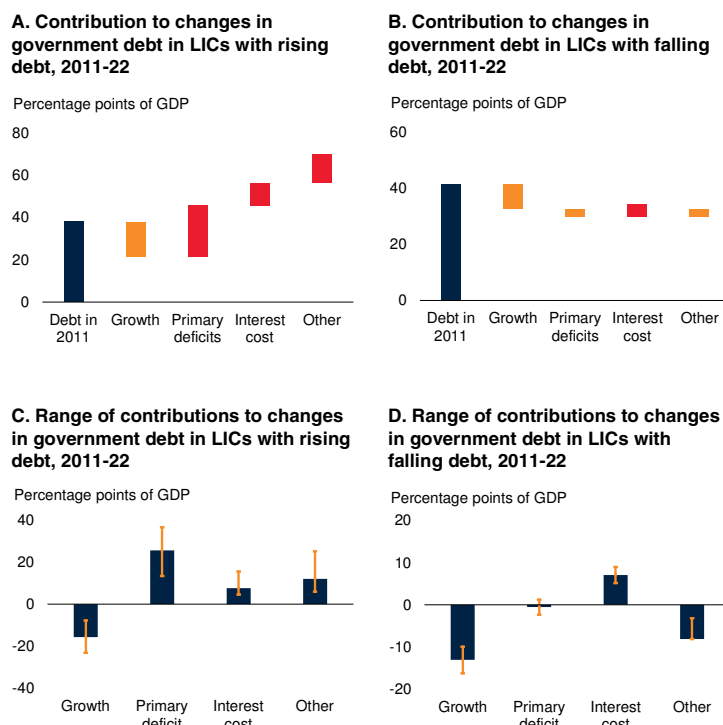 A. Contribution to changes in
government debt in LICs with rising
debt, 2011-22
Percentage points of GDP
80
60
40
20
0
Debt in
2011
Growth
Primary
deficits
Interest
cost
Other
B. Contribution to changes in
government debt in LICs with falling
debt, 2011-22
Percentage points of GDP
60
40
20
0
Debt in
2011
Growth
Primary
deficits
Interest
cost
Other
C. Range of contributions to changes
in government debt in LICs with rising
debt, 2011-22
Percentage points of GDP
40
20
0
-20
-40
Growth
Primary
deficit
Interest
cost
Other
D. Range of contributions to changes
in government debt in LICs with
falling debt, 2011-22
Percentage points of GDP
20
10
0
-10
-20
Growth
Primary
deficit
Interest
cost
Other